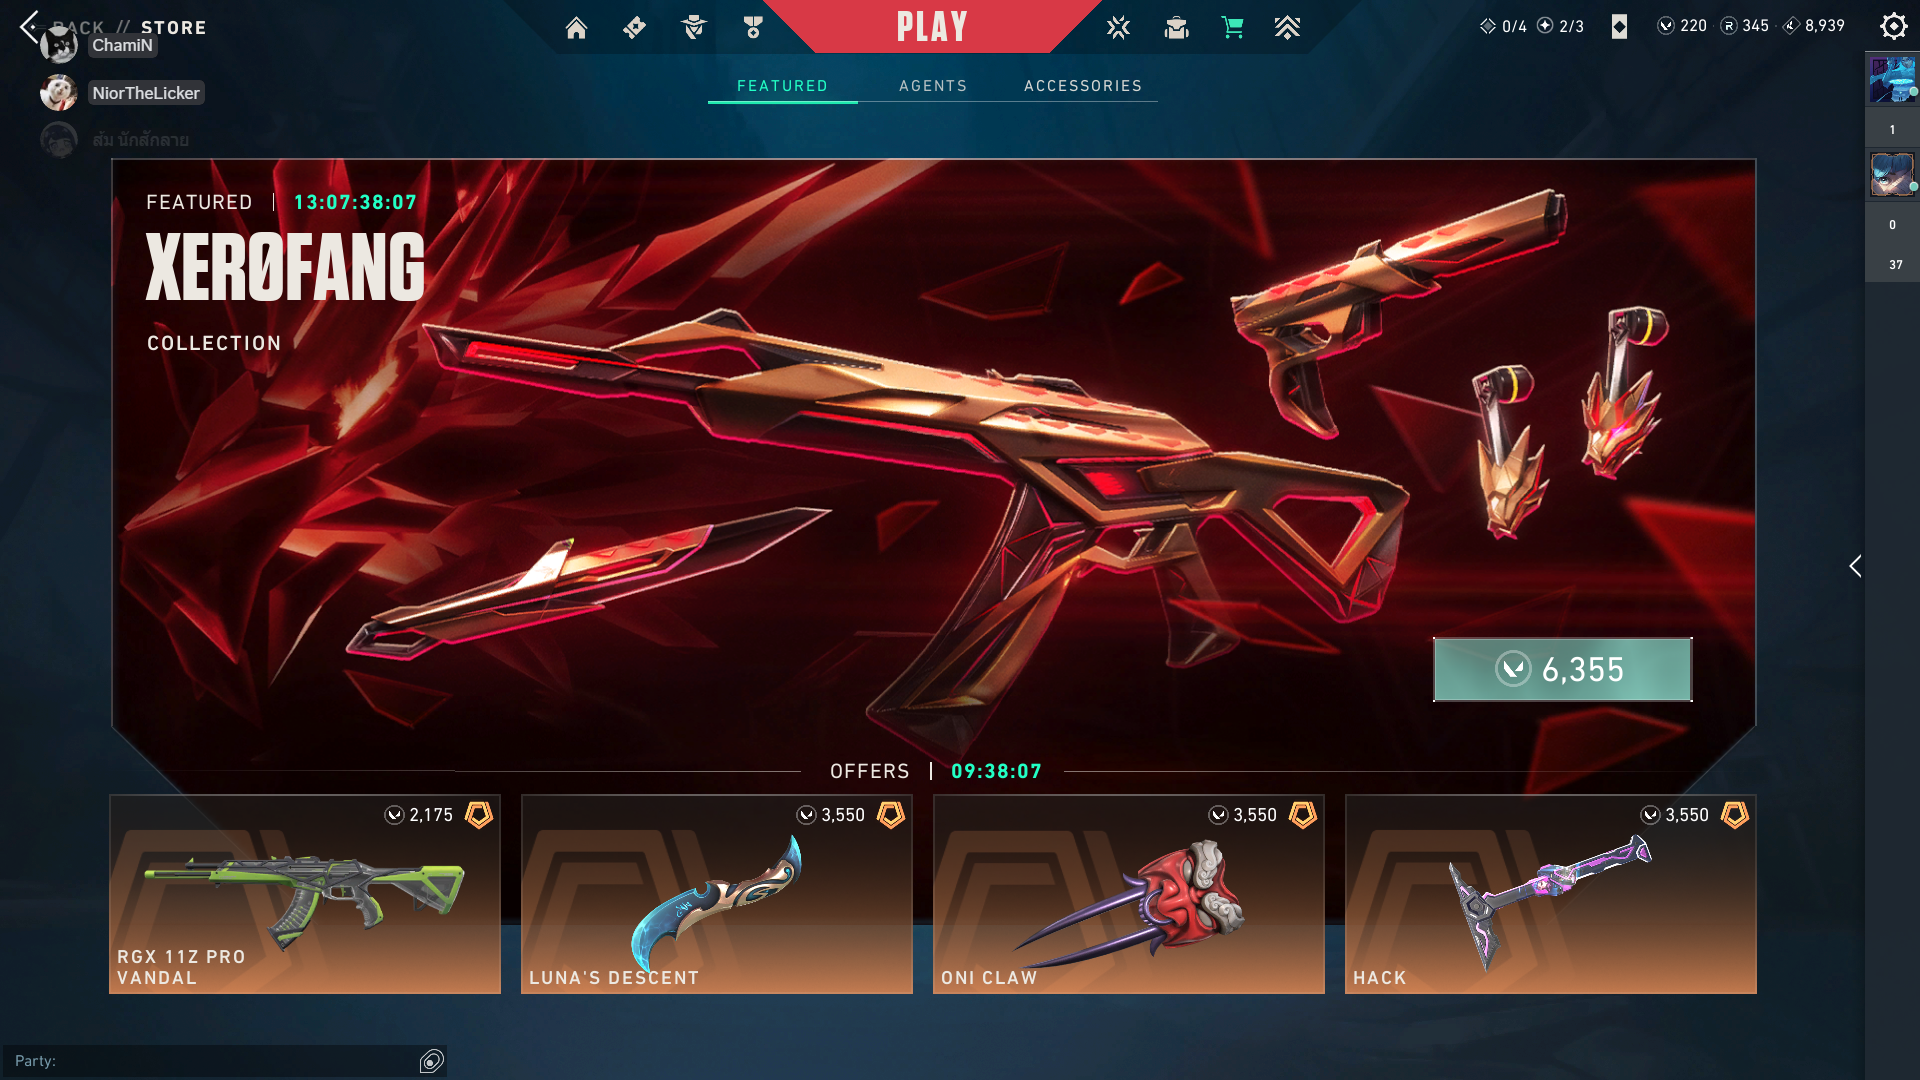 BACK // STORE
PLAY
0/4 2/3
220 345 8,939
ChamiN
NiorTheLicker
ส้ม นักสักลาย
FEATURED
AGENTS
ACCESSORIES
1
0
37
FEATURED | 13:07:38:07
XERØFANG
COLLECTION
6,355
OFFERS | 09:38:07
2,175
RGX 11Z PRO
VANDAL
3,550
LUNA'S DESCENT
3,550
ONI CLAW
3,550
HACK
Party: